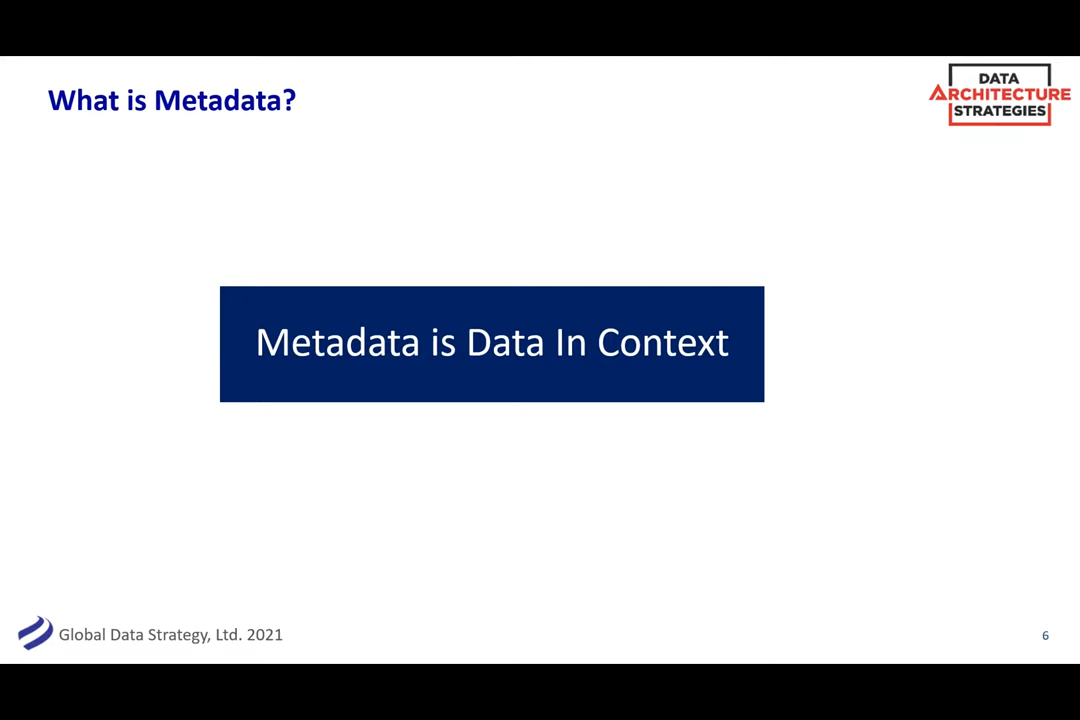 What is Metadata?
DATA
ARCHITECTURE
STRATEGIES
Metadata is Data In Context
Global Data Strategy, Ltd. 2021
6